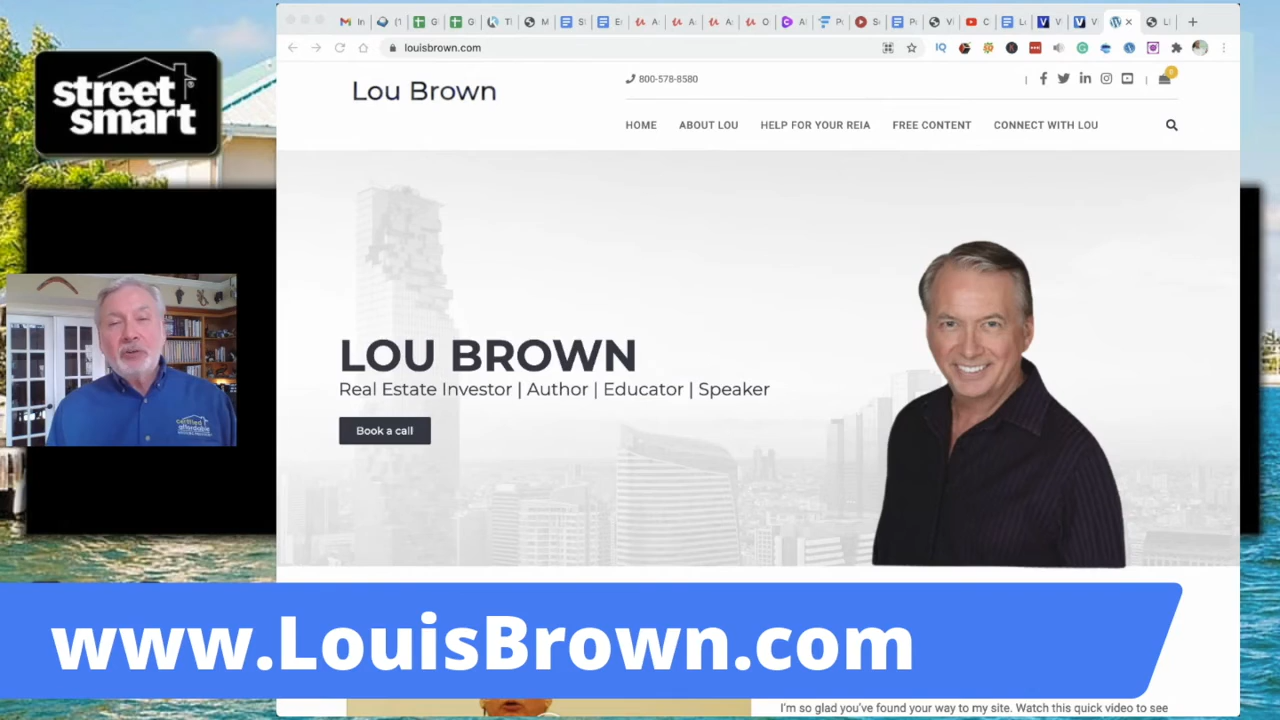 street
smart®
louisbrown.com
Lou Brown
800-578-8580
HOME ABOUT LOU HELP FOR YOUR REIA FREE CONTENT CONNECT WITH LOU
LOU BROWN
Real Estate Investor | Author | Educator | Speaker
Book a call
certified
affordable
www.LouisBrown.com
I'm so glad you've found your way to my site. Watch this quick video to see